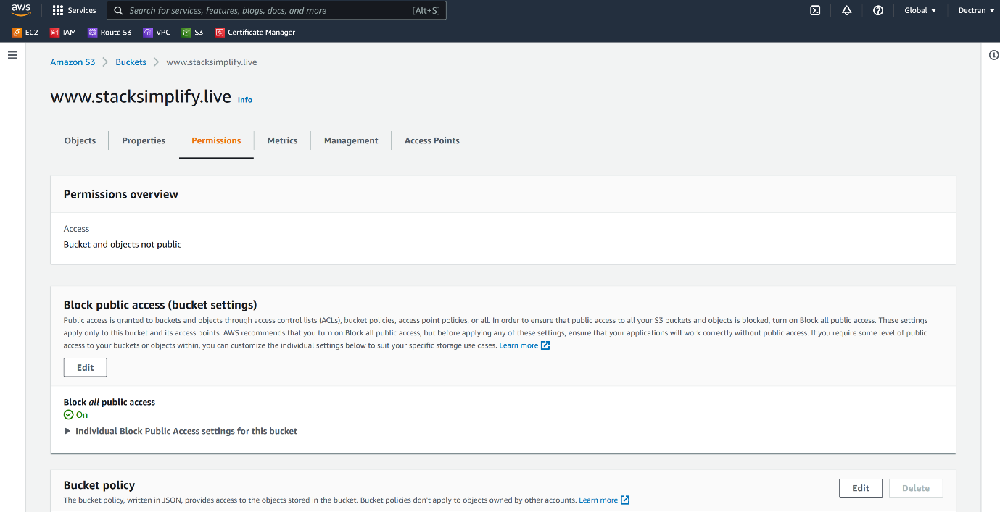 aws Services Search for services, features, blogs, docs, and more [Alt+S] Global Dectran
EC2 IAM Route 53 VPC S3 Certificate Manager
Amazon S3 Buckets www.stacksimplify.live
www.stacksimplify.live Info
Objects Properties Permissions Metrics Management Access Points
Permissions overview
Access
Bucket and objects not public
Block public access (bucket settings)
Public access is granted to buckets and objects through access control lists (ACLs), bucket policies, access point policies, or all. In order to ensure that public access to all your S3 buckets and objects is blocked, turn on Block all public access. These settings
apply only to this bucket and its access points. AWS recommends that you turn on Block all public access, but before applying any of these settings, ensure that your applications will work correctly without public access. If you require some level of public
access to your buckets or objects within, you can customize the individual settings below to suit your specific storage use cases. Learn more
Edit
Block all public access
On
Individual Block Public Access settings for this bucket
Bucket policy
Edit Delete
The bucket policy, written in JSON, provides access to the objects stored in the bucket. Bucket policies don't apply to objects owned by other accounts. Learn more